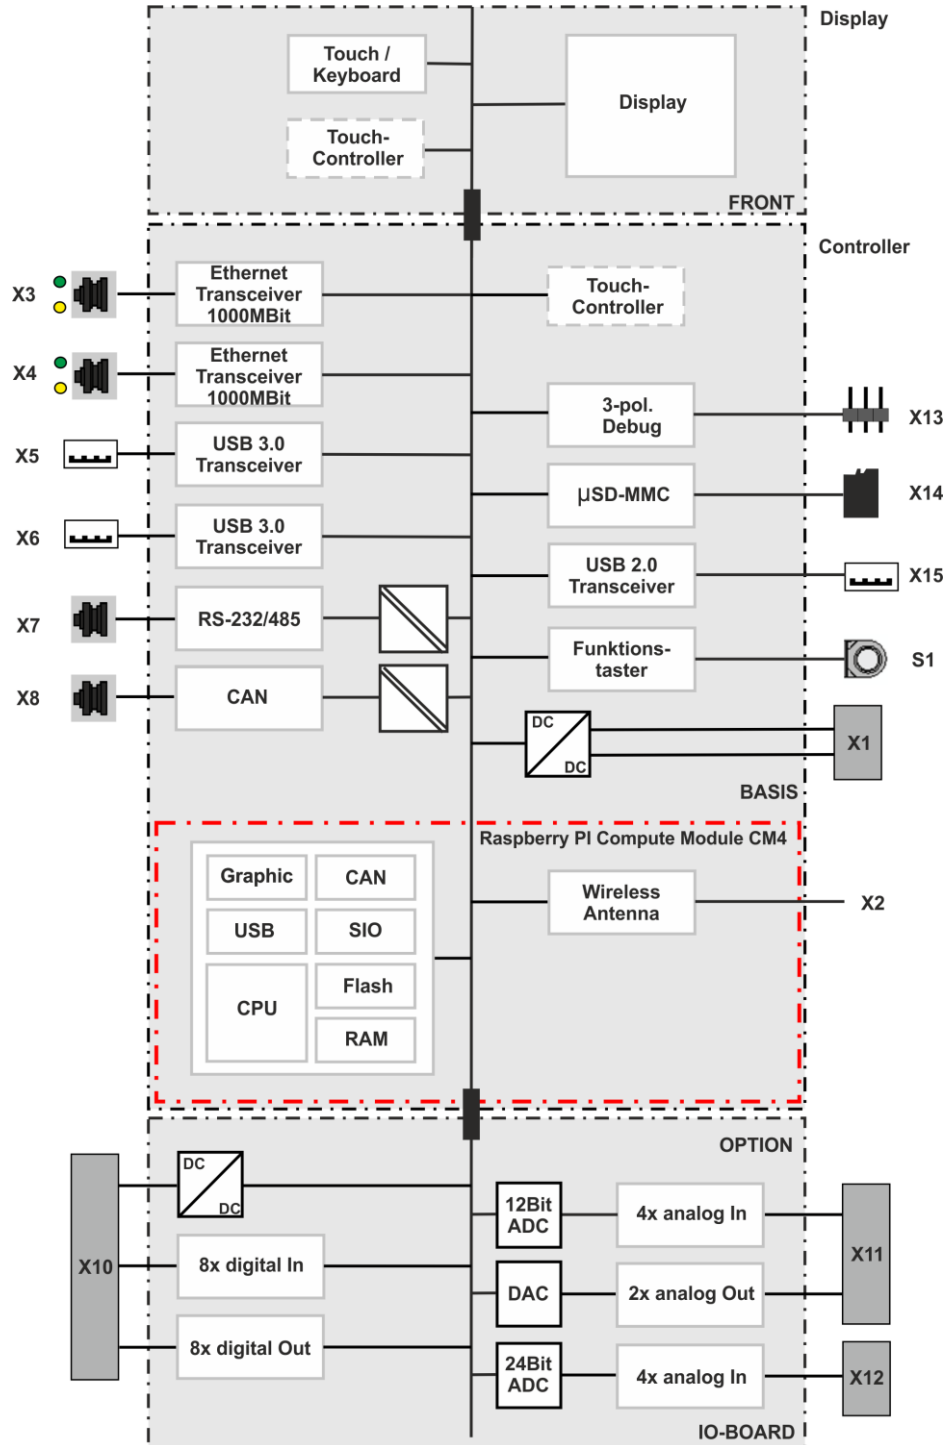 Display
Touch /
Keyboard
Display
Touch-
Controller
FRONT
Controller
X3
Ethernet
Transceiver
1000MBit
Touch-
Controller
X4
Ethernet
Transceiver
1000MBit
3-pol.
Debug
X13
X5
USB 3.0
Transceiver
µSD-MMC
X14
X6
USB 3.0
Transceiver
USB 2.0
Transceiver
X15
X7
RS-232/485
Funktions-
taster
S1
X8
CAN
DC
DC
X1
BASIS
Raspberry PI Compute Module CM4
Graphic
CAN
Wireless
Antenna
X2
USB
SIO
CPU
Flash
RAM
OPTION
DC
DC
12Bit
ADC
4x analog In
X10
8x digital In
X11
DAC
2x analog Out
8x digital Out
24Bit
ADC
4x analog In
X12
IO-BOARD